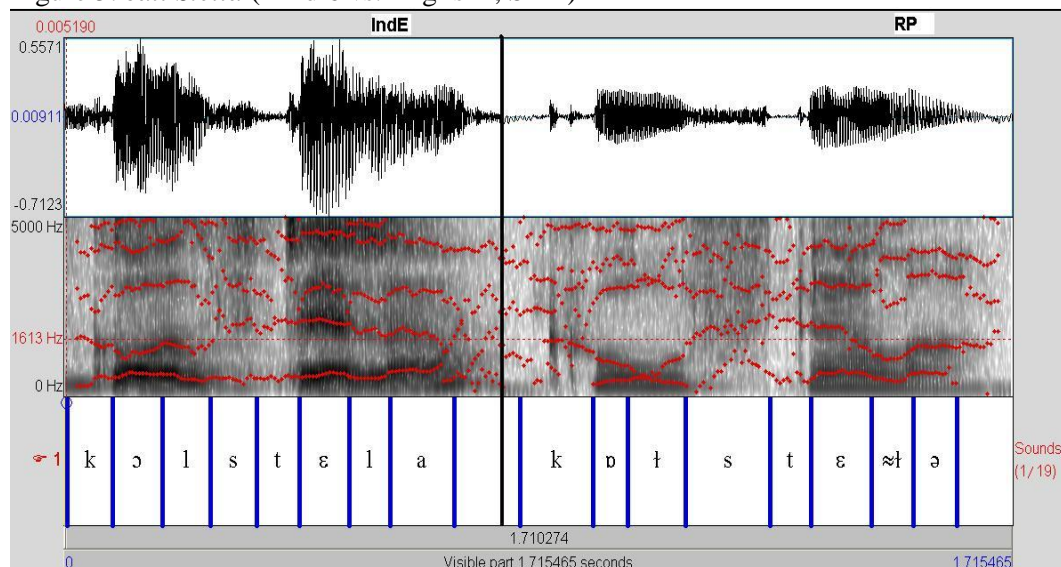 IndE RP
0.005190
0.5571
0.00911
-0.7123
5000 Hz
1613 Hz
0 Hz
1 k ɔ l s t ɛ l a k ɒ ɫ s t ɛ ≈ɫ ə
Sounds
(1/19)
1.710274
0 Visible part 1.715465 seconds 1.715465